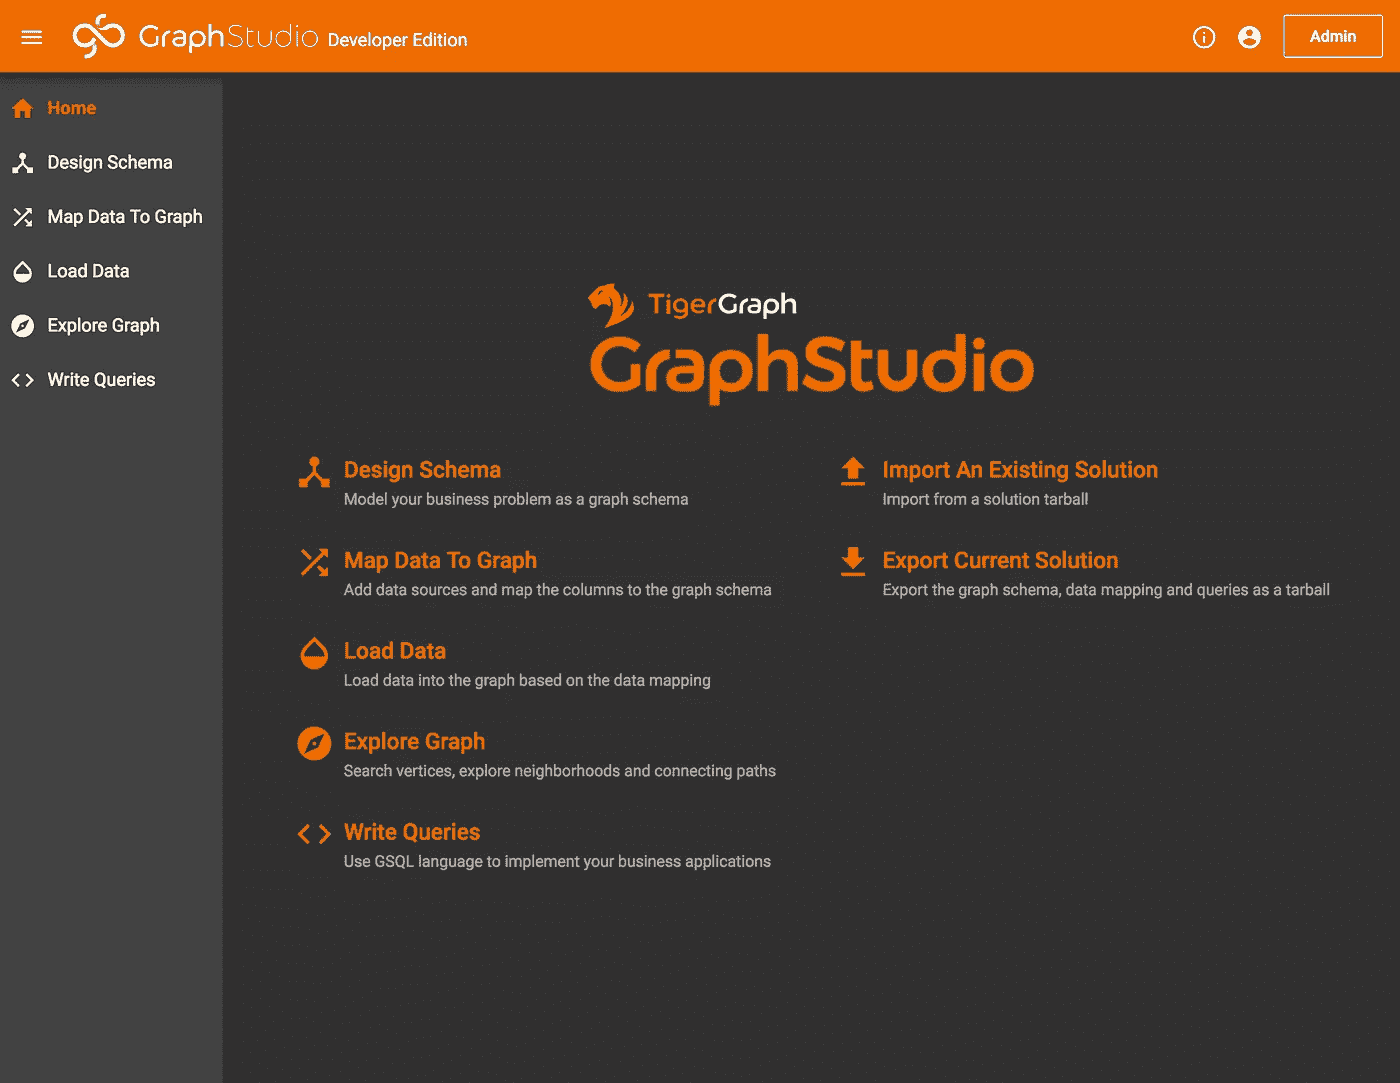 GraphStudio Developer Edition
Admin
Home
Design Schema
Map Data To Graph
Load Data
Explore Graph
Write Queries
TigerGraph
GraphStudio
Design Schema
Model your business problem as a graph schema
Map Data To Graph
Add data sources and map the columns to the graph schema
Load Data
Load data into the graph based on the data mapping
Explore Graph
Search vertices, explore neighborhoods and connecting paths
Write Queries
Use GSQL language to implement your business applications
Import An Existing Solution
Import from a solution tarball
Export Current Solution
Export the graph schema, data mapping and queries as a tarball